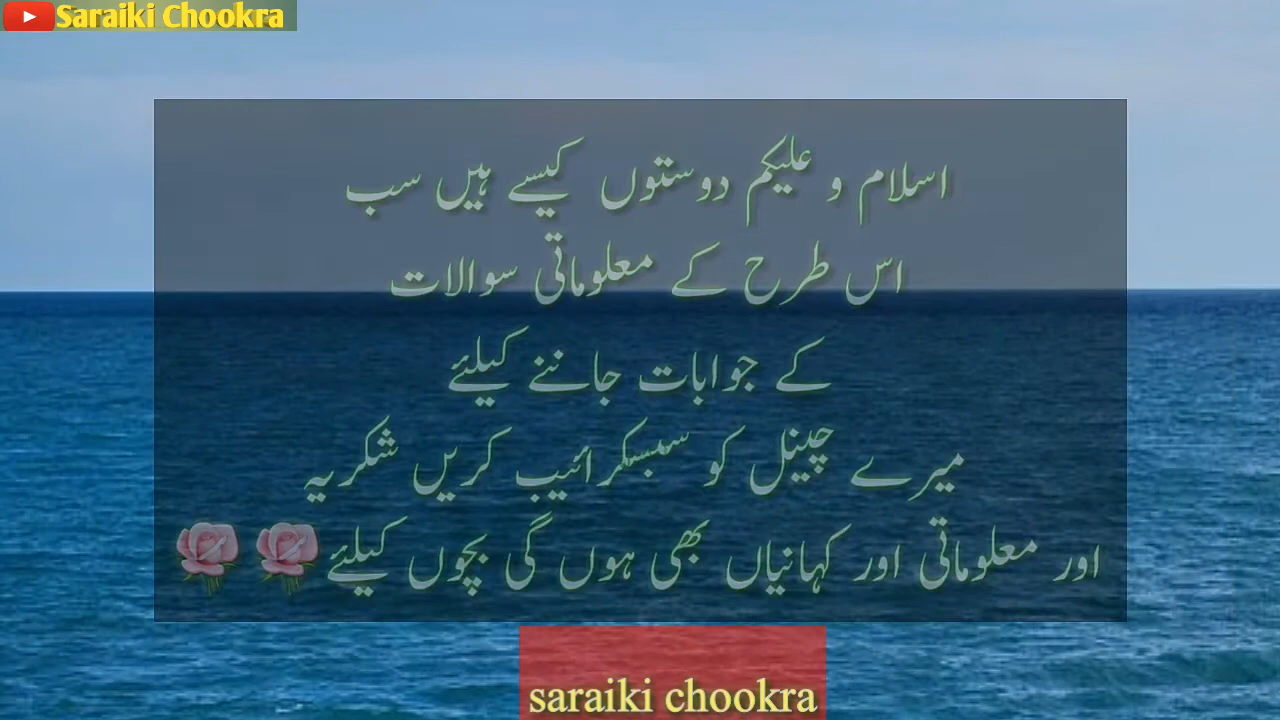 Saraiki Chookra
اسلام و علیکم دوستوں کیسے ہیں سب
اس طرح کے معلوماتی سوالات
کے جوابات جاننے کیلئے
میرے چینل کو سبسکرائیب کریں شکریہ
اور معلوماتی اور کہانیاں بھی ہوں گی بچوں کیلئے
saraiki chookra